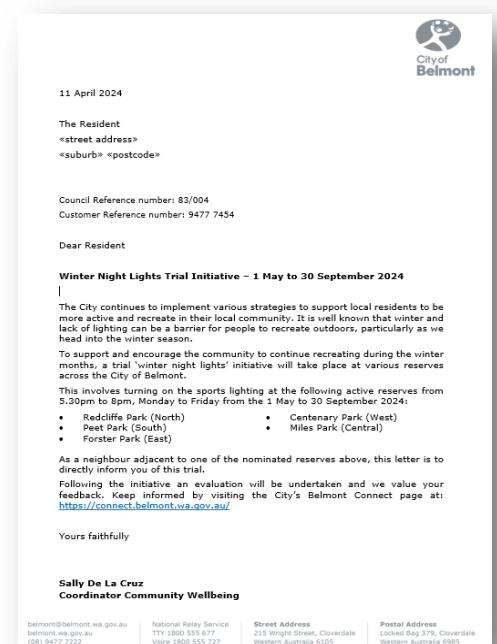 City of
Belmont
11 April 2024
The Resident
«street address»
«suburb» «postcode»
Council Reference number: 83/004
Customer Reference number: 9477 7454
Dear Resident
Winter Night Lights Trial Initiative – 1 May to 30 September 2024
The City continues to implement various strategies to support local residents to be
more active and recreate in their local community. It is well known that winter and
lack of lighting can be a barrier for people to recreate outdoors, particularly as we
head into the winter season.
To support and encourage the community to continue recreating during the winter
months, a trial ‘winter night lights’ initiative will take place at various reserves
across the City of Belmont.
This involves turning on the sports lighting at the following active reserves from
5.30pm to 8pm, Monday to Friday from the 1 May to 30 September 2024:
• Redcliffe Park (North)
• Peet Park (South)
• Forster Park (East)
• Centenary Park (West)
• Miles Park (Central)
As a neighbour adjacent to one of the nominated reserves above, this letter is to
directly inform you of this trial.
Following the initiative an evaluation will be undertaken and we value your
feedback. Keep informed by visiting the City’s Belmont Connect page at:
https://connect.belmont.wa.gov.au/
Yours faithfully
Sally De La Cruz
Coordinator Community Wellbeing
belmont@belmont.wa.gov.au
belmont.wa.gov.au
(08) 9477 7222
National Relay Service
TTY 1800 555 677
Voice 1800 555 727
Street Address
215 Wright Street, Cloverdale
Western Australia 6105
Postal Address
Locked Bag 379, Cloverdale
Western Australia 6985